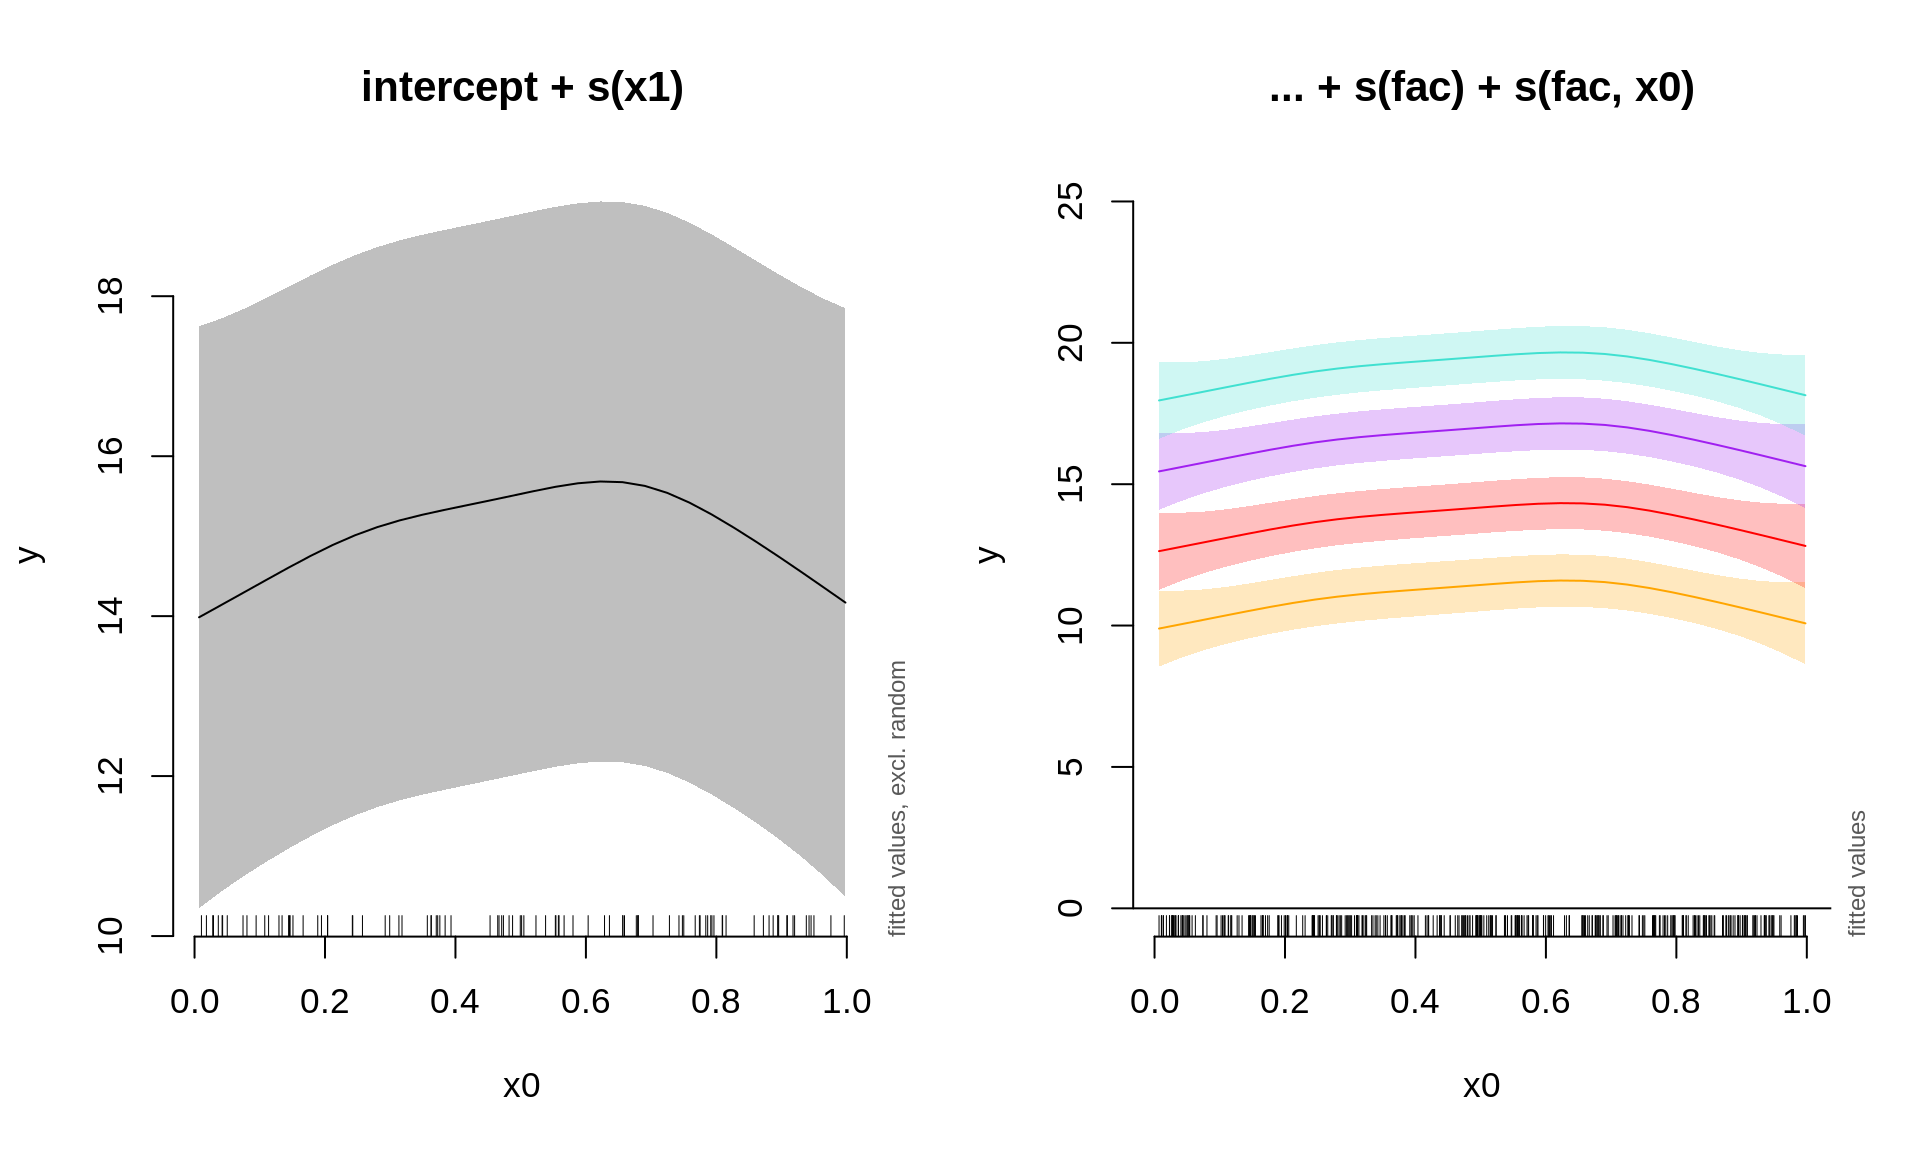 intercept + s(x1)
y
18
16
14
12
10
0.0 0.2 0.4 0.6 0.8 1.0
x0
fitted values, excl. random
... + s(fac) + s(fac, x0)
y
25
20
15
10
5
0
0.0 0.2 0.4 0.6 0.8 1.0
x0
fitted values